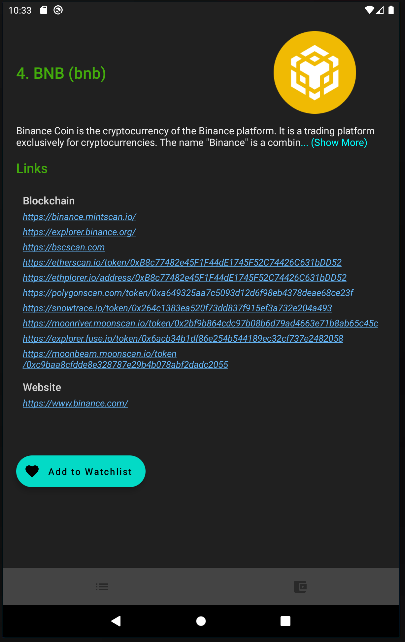 10:33
4. BNB (bnb)
Binance Coin is the cryptocurrency of the Binance platform. It is a trading platform
exclusively for cryptocurrencies. The name "Binance" is a combin... (Show More)
Links
Blockchain
https://binance.mintscan.io/
https://explorer.binance.org/
https://bscscan.com
https://etherscan.io/token/0xB8c77482e45F1F44dE1745F52C74426C631bDD52
https://ethplorer.io/address/0xB8c77482e45F1F44dE1745F52C74426C631bDD52
https://polygonscan.com/token/0xa649325aa7c5093d12d6f98eb4378deae68ce23f
https://snowtrace.io/token/0x264c1383ea520f73dd837f915ef3a732e204a493
https://moonriver.moonscan.io/token/0x2bf9b864cdc97b08b6d79ad4663e71b8ab65c45c
https://explorer.fuse.io/token/0x6acb34b1df86e254b544189ec32cf737e2482058
https://moonbeam.moonscan.io/token
/0xc9baa8cfdde8e328787e29b4b078abf2dadc2055
Website
https://www.binance.com/
Add to Watchlist